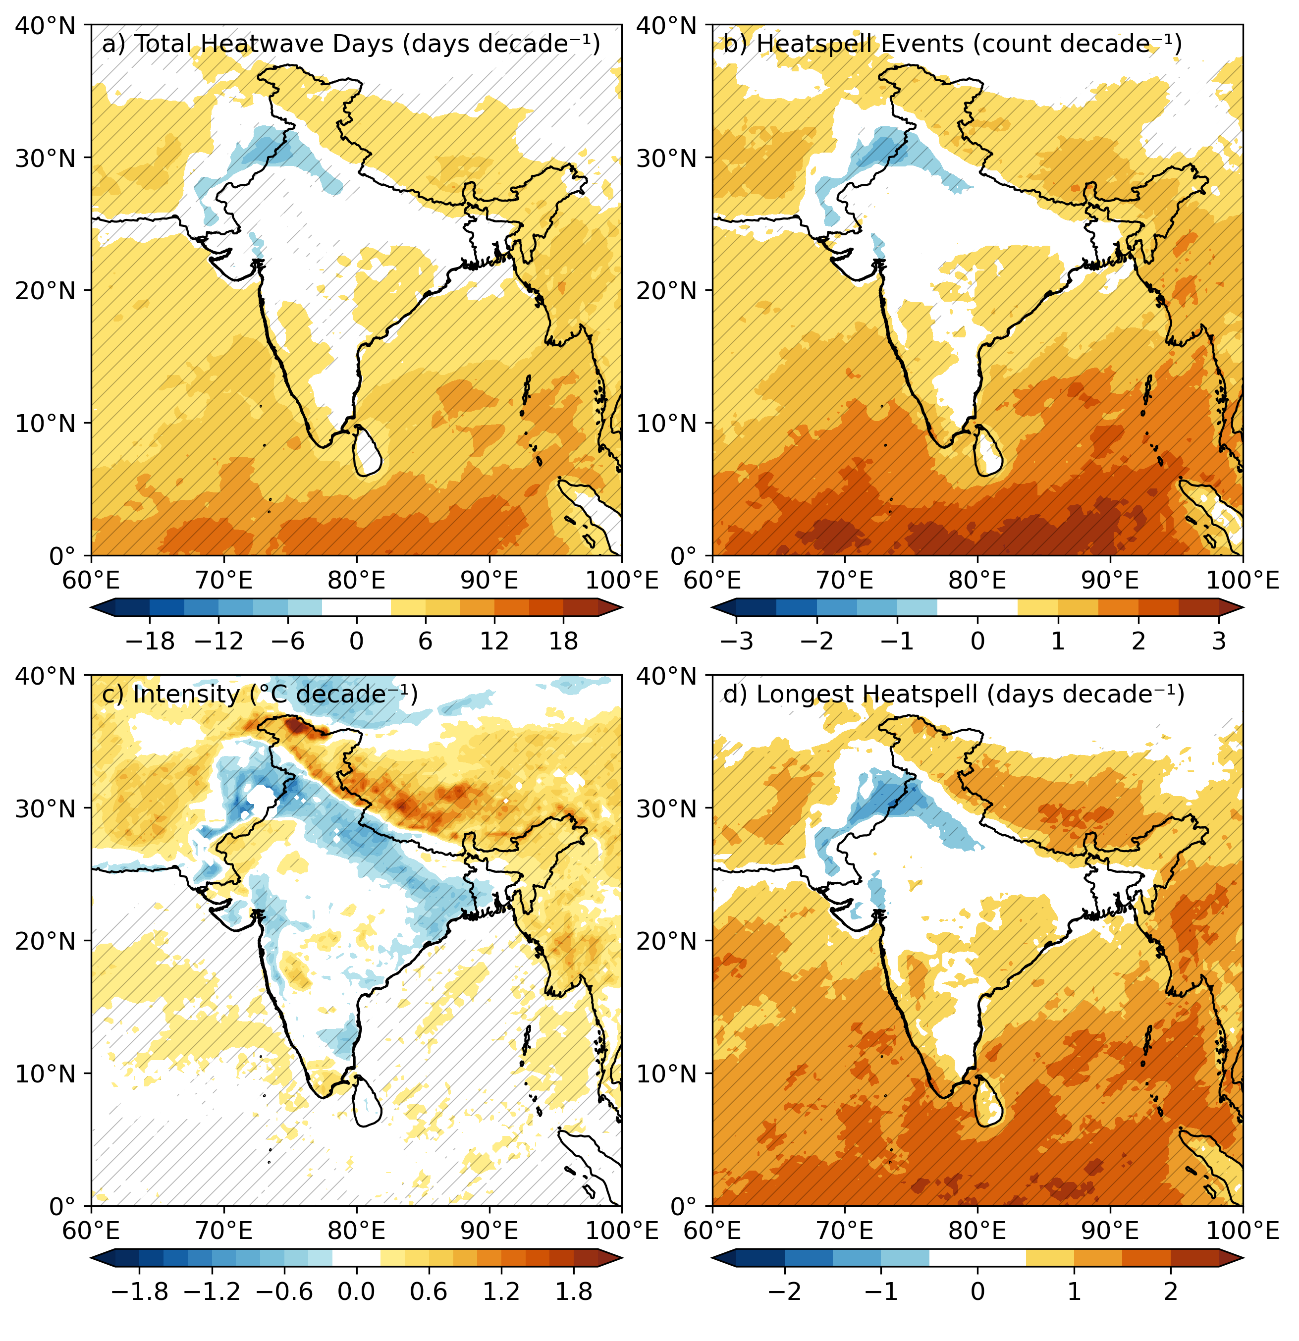 a) Total Heatwave Days (days decade⁻¹)
b) Heatspell Events (count decade⁻¹)
40°N
30°N
20°N
10°N
0°
60°E 70°E 80°E 90°E 100°E
−18 −12 −6 0 6 12 18
40°N
30°N
20°N
10°N
0°
60°E 70°E 80°E 90°E 100°E
−3 −2 −1 0 1 2 3
c) Intensity (°C decade⁻¹)
d) Longest Heatspell (days decade⁻¹)
40°N
30°N
20°N
10°N
0°
60°E 70°E 80°E 90°E 100°E
−1.8 −1.2 −0.6 0.0 0.6 1.2 1.8
40°N
30°N
20°N
10°N
0°
60°E 70°E 80°E 90°E 100°E
−2 −1 0 1 2